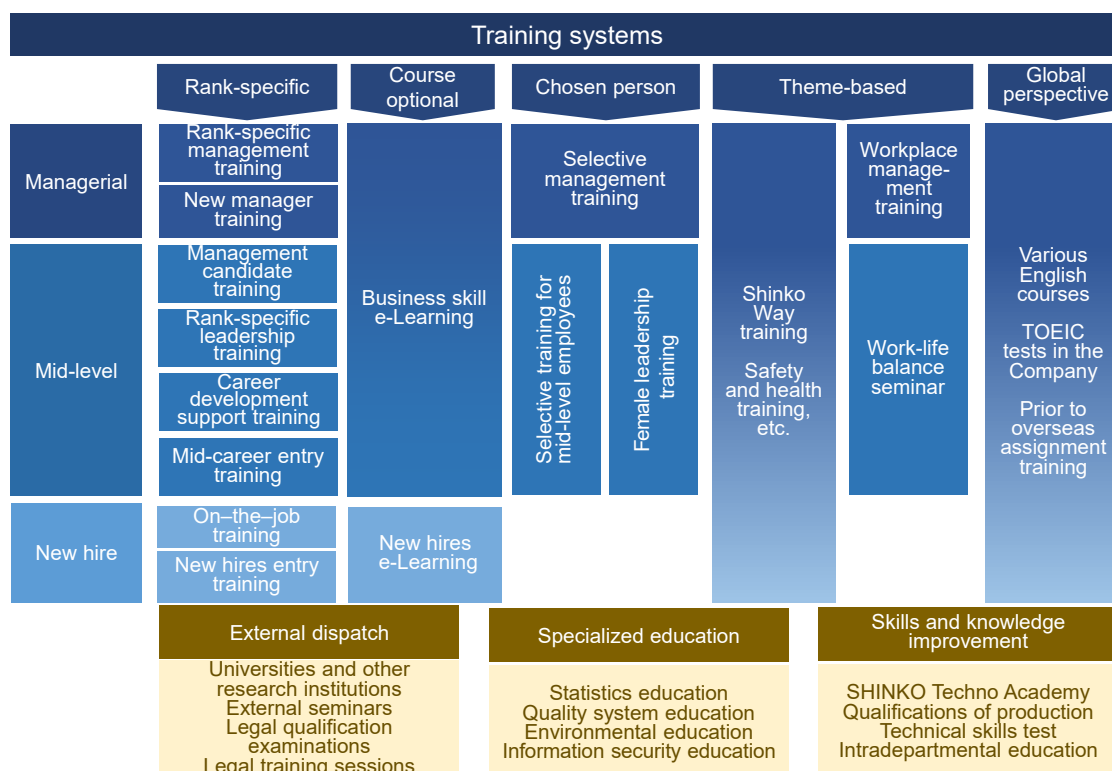 Training systems
Rank-specific
Course
optional
Chosen person
Theme-based
Global
perspective
Managerial
Rank-specific
management
training
New manager
training
Selective
management
training
Workplace
manage-
ment
training
Mid-level
Management
candidate
training
Rank-specific
leadership
training
Career
development
support training
Mid-career entry
training
Business skill
e-Learning
Selective training for
mid-level employees
Female leadership
training
Shinko
Way
training
Safety
and health
training,
etc.
Work-life
balance
seminar
Various
English
courses
TOEIC
tests in the
Company
Prior to
overseas
assignment
training
New hire
On–the–job
training
New hires entry
training
New hires
e-Learning
External dispatch
Universities and other
research institutions
External seminars
Legal qualification
examinations
Legal training sessions
Specialized education
Statistics education
Quality system education
Environmental education
Information security education
Skills and knowledge
improvement
SHINKO Techno Academy
Qualifications of production
Technical skills test
Intradepartmental education